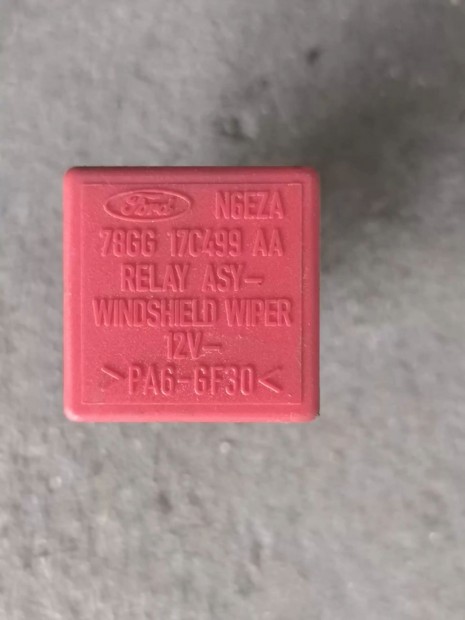 Ford N6EZA
78GG 17C499 AA
RELAY ASY-
WINDSHIELD WIPER
12V-
>PA6-GF30<